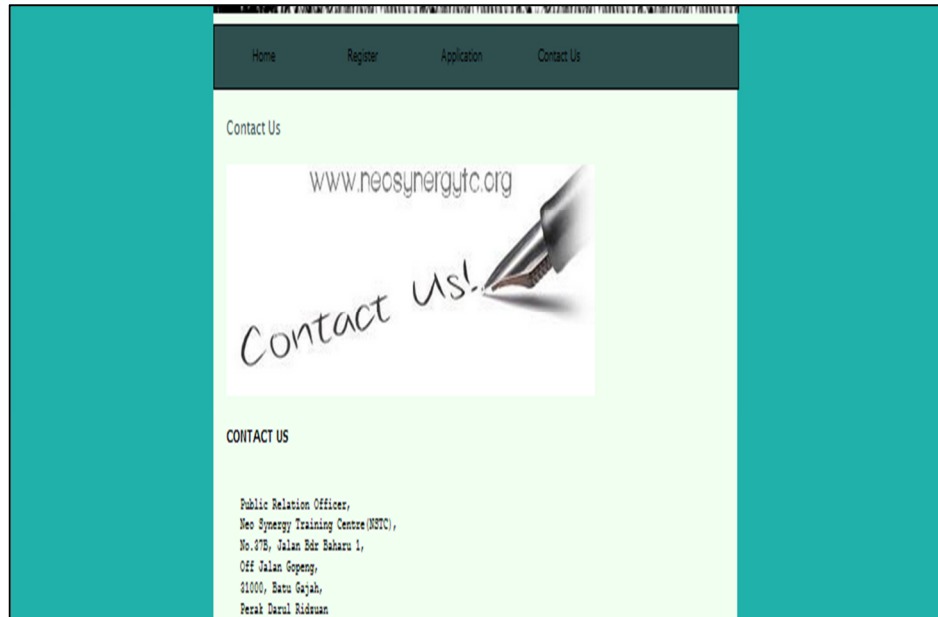 Home Register Application Contact Us
Contact Us
www.neosynergytc.org
Contact Us!
CONTACT US
Public Relation Officer,
Neo Synergy Training Centre(NSTC),
No.37B, Jalan Bdr Baharu 1,
Off Jalan Gopeng,
31000, Batu Gajah,
Perak Darul Ridzuan